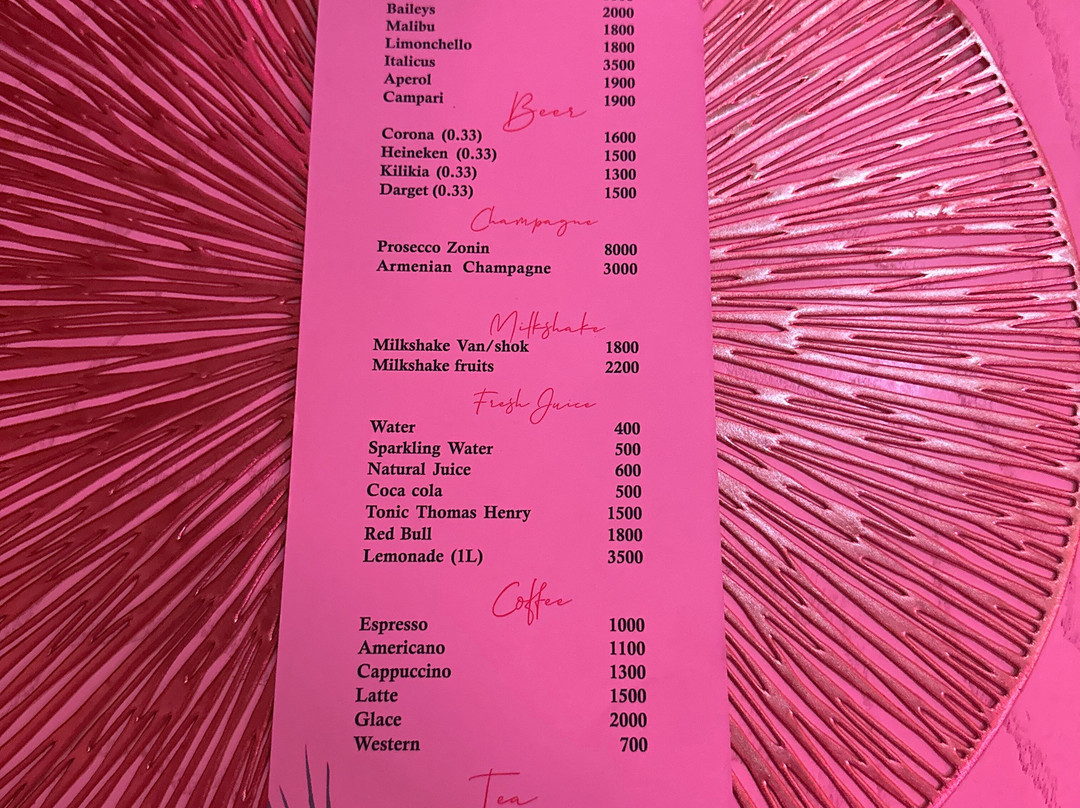 Baileys 2000
Malibu 1800
Limonchello 1800
Italicus 3500
Aperol 1900
Campari 1900
Beer
Corona (0.33) 1600
Heineken (0.33) 1500
Kilikia (0.33) 1300
Darget (0.33) 1500
Champagne
Prosecco Zonin 8000
Armenian Champagne 3000
Milkshake
Milkshake Van/shok 1800
Milkshake fruits 2200
Fresh Juice
Water 400
Sparkling Water 500
Natural Juice 600
Coca cola 500
Tonic Thomas Henry 1500
Red Bull 1800
Lemonade (1L) 3500
Coffee
Espresso 1000
Americano 1100
Cappuccino 1300
Latte 1500
Glace 2000
Western 700
Tea